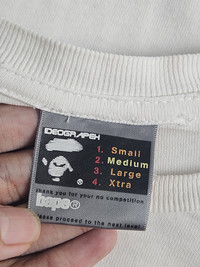 IDEOGRAPEH
1. Small
2. Medium
3. Large
4. Xtra
thank you for your no competition
bape®
please proceed to the next level